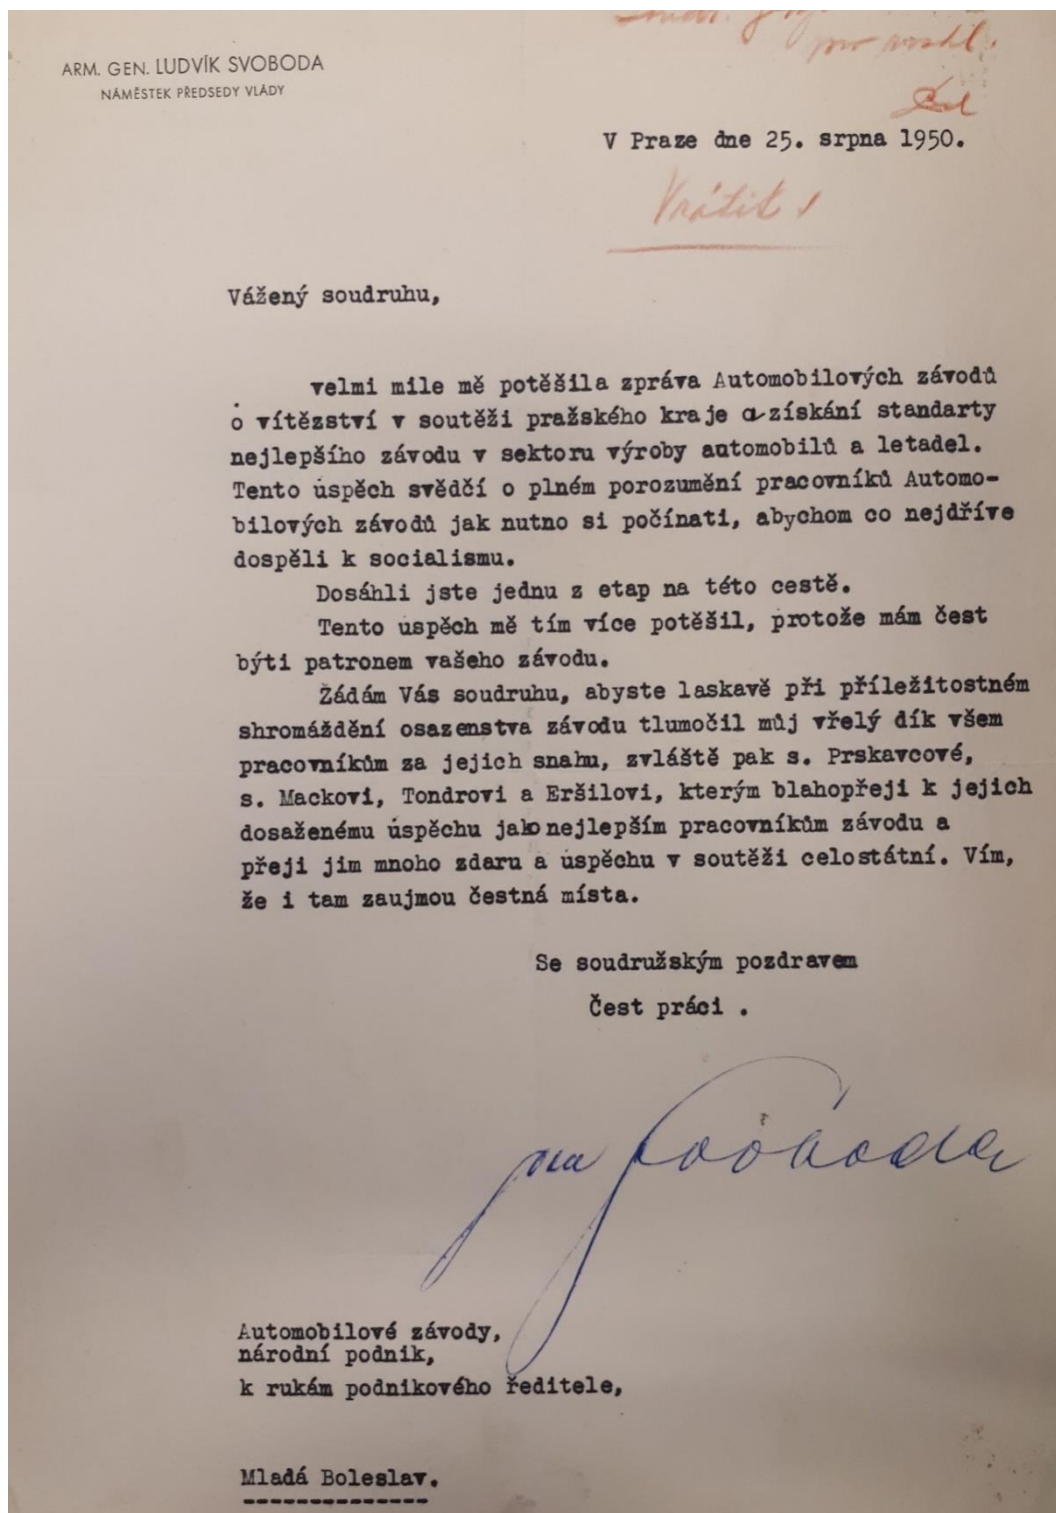 pro rozhl.
ARM. GEN. LUDVÍK SVOBODA
NÁMĚSTEK PŘEDSEDY VLÁDY
V Praze dne 25. srpna 1950.
Vrátit!
Vážený soudruhu,
velmi mile mě potěšila zpráva Automobilových závodů
o vítězství v soutěži pražského kraje a získání standarty
nejlepšího závodu v sektoru výroby automobilů a letadel.
Tento úspěch svědčí o plném porozumění pracovníků Automo-
bilových závodů jak nutno si počínati, abychom co nejdříve
dospěli k socialismu.
Dosáhli jste jednu z etap na této cestě.
Tento úspěch mě tím více potěšil, protože mám čest
býti patronem vašeho závodu.
Žádám Vás soudruhu, abyste laskavě při příležitostném
shromáždění osazenstva závodu tlumočil můj vřelý dík všem
pracovníkům za jejich snahu, zvláště pak s. Prskavcové,
s. Mackovi, Tondrovi a Eršilovi, kterým blahopřeji k jejich
dosaženému úspěchu jako nejlepším pracovníkům závodu a
přeji jim mnoho zdaru a úspěchu v soutěži celostátní. Vím,
že i tam zaujmou čestná místa.
Se soudružským pozdravem
Čest práci .
Svoboda
Automobilové závody,
národní podnik,
k rukám podnikového ředitele,
Mladá Boleslav.